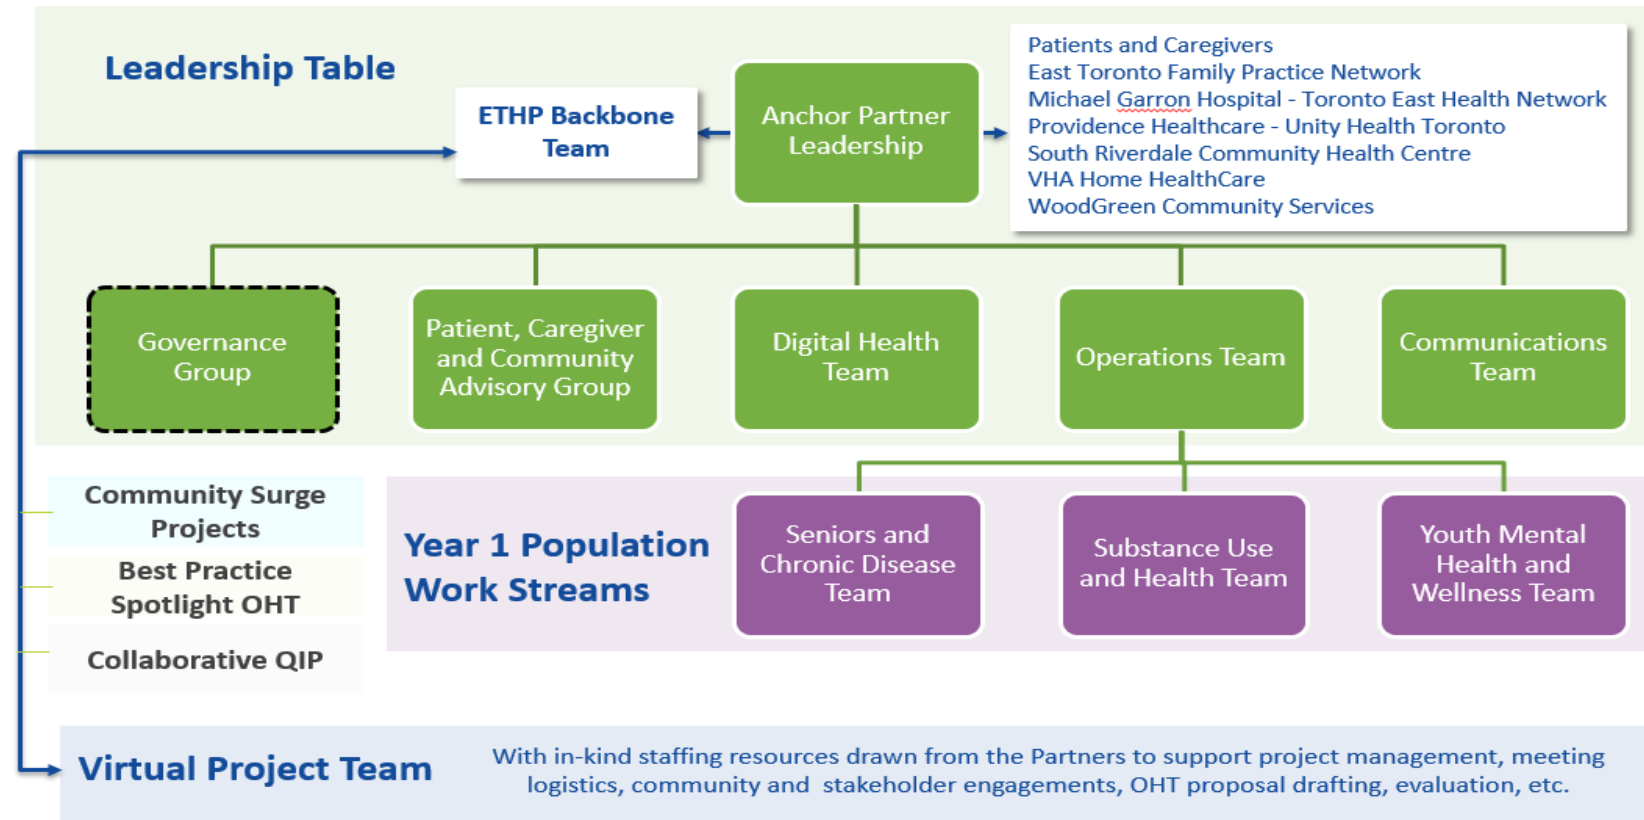 Leadership Table
ETHP Backbone
Team
Anchor Partner
Leadership
Patients and Caregivers
East Toronto Family Practice Network
Michael Garron Hospital - Toronto East Health Network
Providence Healthcare - Unity Health Toronto
South Riverdale Community Health Centre
VHA Home HealthCare
WoodGreen Community Services
Governance
Group
Patient, Caregiver
and Community
Advisory Group
Digital Health
Team
Operations Team
Communications
Team
Community Surge
Projects
Best Practice
Spotlight OHT
Collaborative QIP
Year 1 Population
Work Streams
Seniors and
Chronic Disease
Team
Substance Use
and Health Team
Youth Mental
Health and
Wellness Team
Virtual Project Team
With in-kind staffing resources drawn from the Partners to support project management, meeting
logistics, community and  stakeholder engagements, OHT proposal drafting, evaluation, etc.